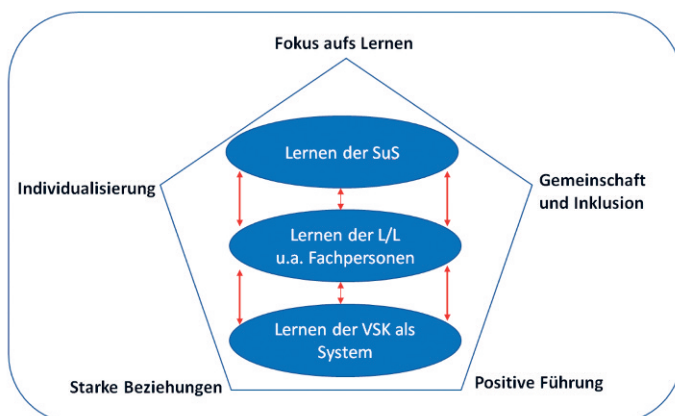 Fokus aufs Lernen
Lernen der SuS
Individualisierung
Gemeinschaft
und Inklusion
Lernen der L/L
u.a. Fachpersonen
Lernen der VSK als
System
Starke Beziehungen
Positive Führung